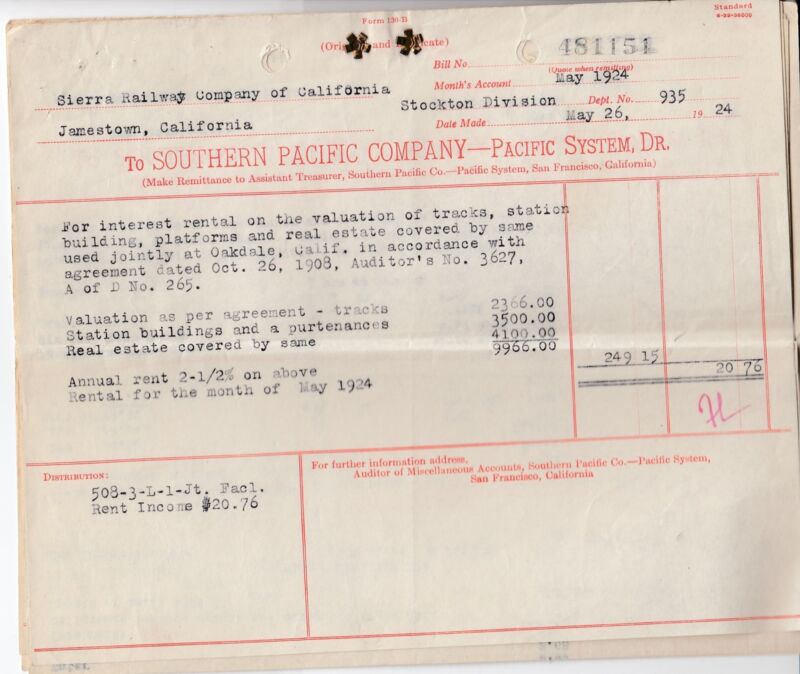 Standard
Form 130-B
(Original and Duplicate)
Bill No. 481151
(Quote when remitting)
Month's Account May 1924
Sierra Railway Company of California
Stockton Division Dept. No. 935
Jamestown, California
Date Made May 26, 1924
To SOUTHERN PACIFIC COMPANY—PACIFIC SYSTEM, DR.
(Make Remittance to Assistant Treasurer, Southern Pacific Co.—Pacific System, San Francisco, California)
For interest rental on the valuation of tracks, station
building, platforms and real estate covered by same
used jointly at Oakdale, Calif. in accordance with
agreement dated Oct. 26, 1908, Auditor's No. 3627,
A of D No. 265.
Valuation as per agreement - tracks 2366.00
Station buildings and a purtenances 3500.00
Real estate covered by same 4100.00
9966.00
Annual rent 2-1/2% on above 249 15
Rental for the month of May 1924 20 76
DISTRIBUTION:
508-3-L-1-Jt. Facl.
Rent Income $20.76
For further information address,
Auditor of Miscellaneous Accounts, Southern Pacific Co.—Pacific System,
San Francisco, California